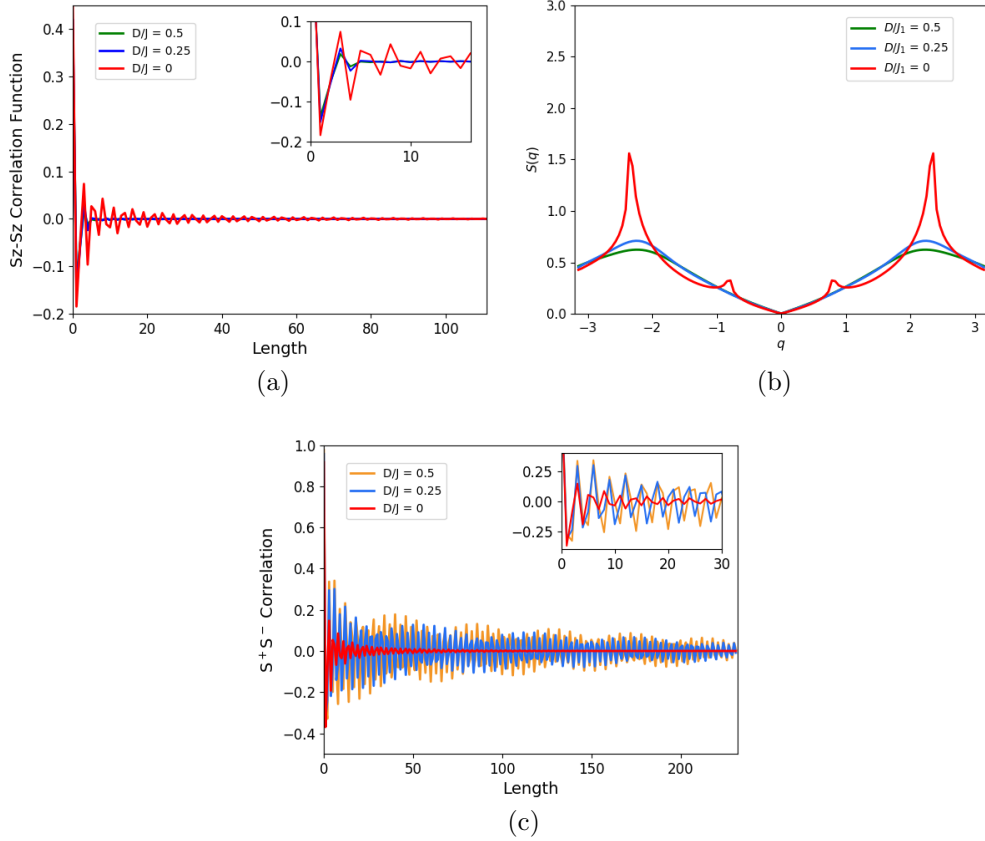 D/J = 0.5
D/J = 0.25
D/J = 0
0.4
0.3
0.2
0.1
0.0
−0.1
−0.2
0 20 40 60 80 100
Length
Sz-Sz Correlation Function
0.1
0.0
−0.1
−0.2
0 10
(a)
D/J₁ = 0.5
D/J₁ = 0.25
D/J₁ = 0
3.0
2.5
2.0
1.5
1.0
0.5
0.0
−3 −2 −1 0 1 2 3
q
S(q)
(b)
D/J = 0.5
D/J = 0.25
D/J = 0
1.0
0.8
0.6
0.4
0.2
0.0
−0.2
−0.4
0 50 100 150 200
Length
S⁺S⁻ Correlation
0.25
0.00
−0.25
0 10 20 30
(c)